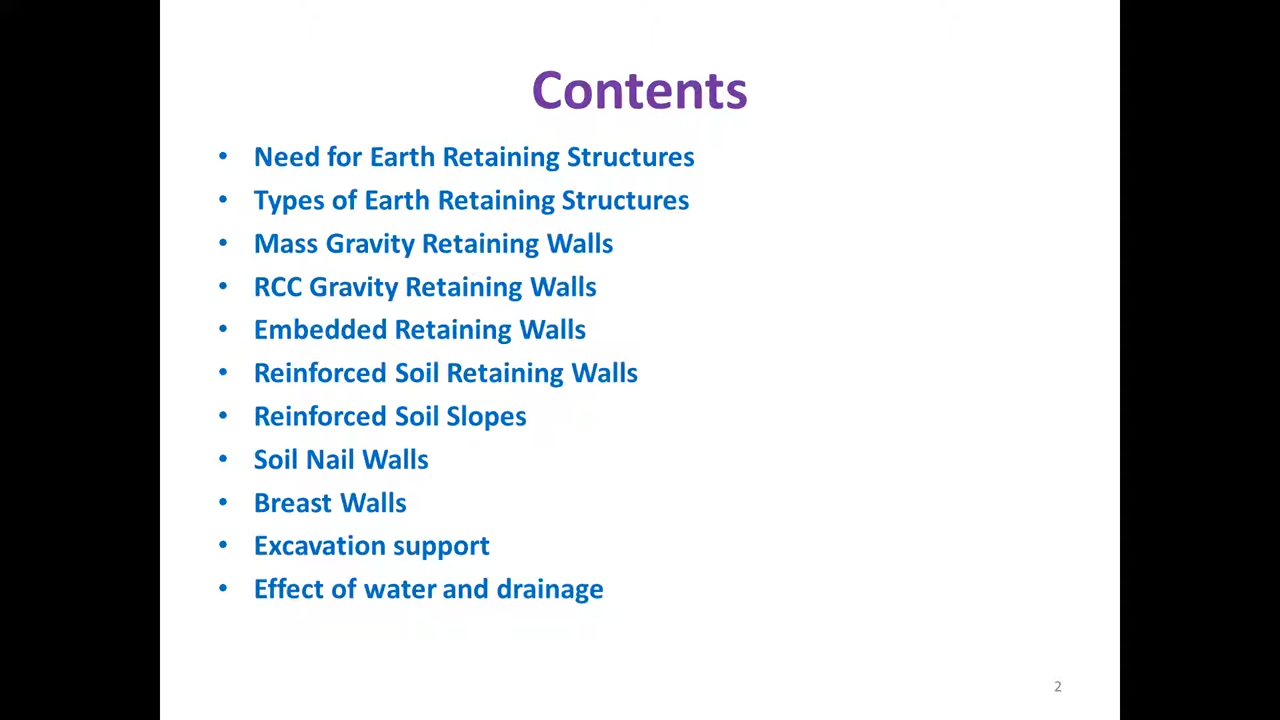 Contents
• Need for Earth Retaining Structures
• Types of Earth Retaining Structures
• Mass Gravity Retaining Walls
• RCC Gravity Retaining Walls
• Embedded Retaining Walls
• Reinforced Soil Retaining Walls
• Reinforced Soil Slopes
• Soil Nail Walls
• Breast Walls
• Excavation support
• Effect of water and drainage
2